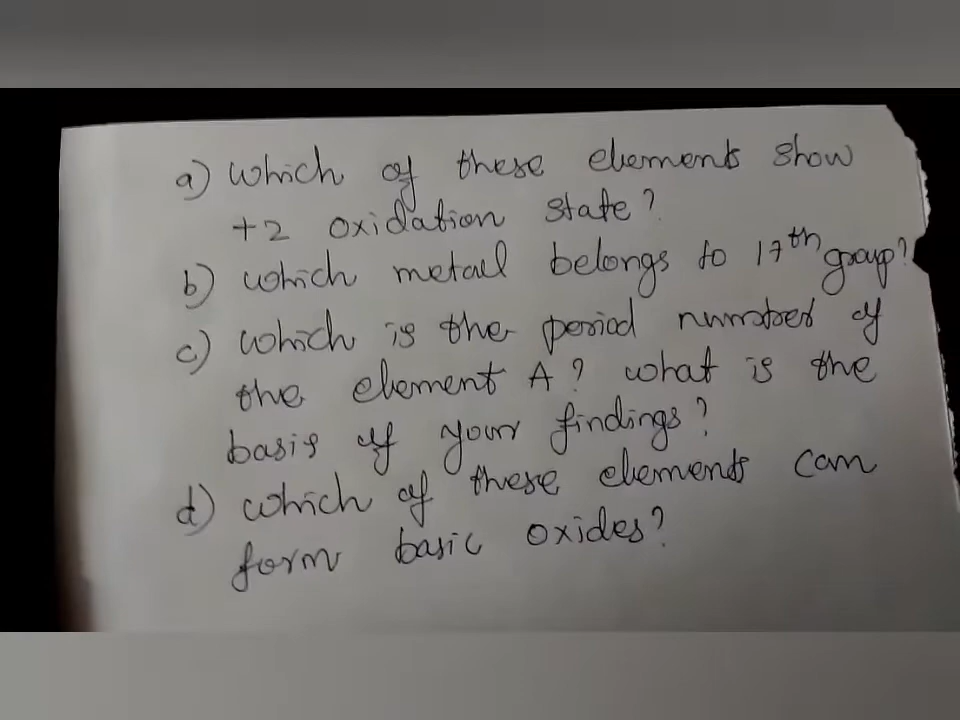 a) Which of these elements show
+2 oxidation state?
b) Which metall belongs to 17th group?
c) Which is the period number of
the element A? What is the
basis of your findings?
d) Which of these elements can
form basic oxides?